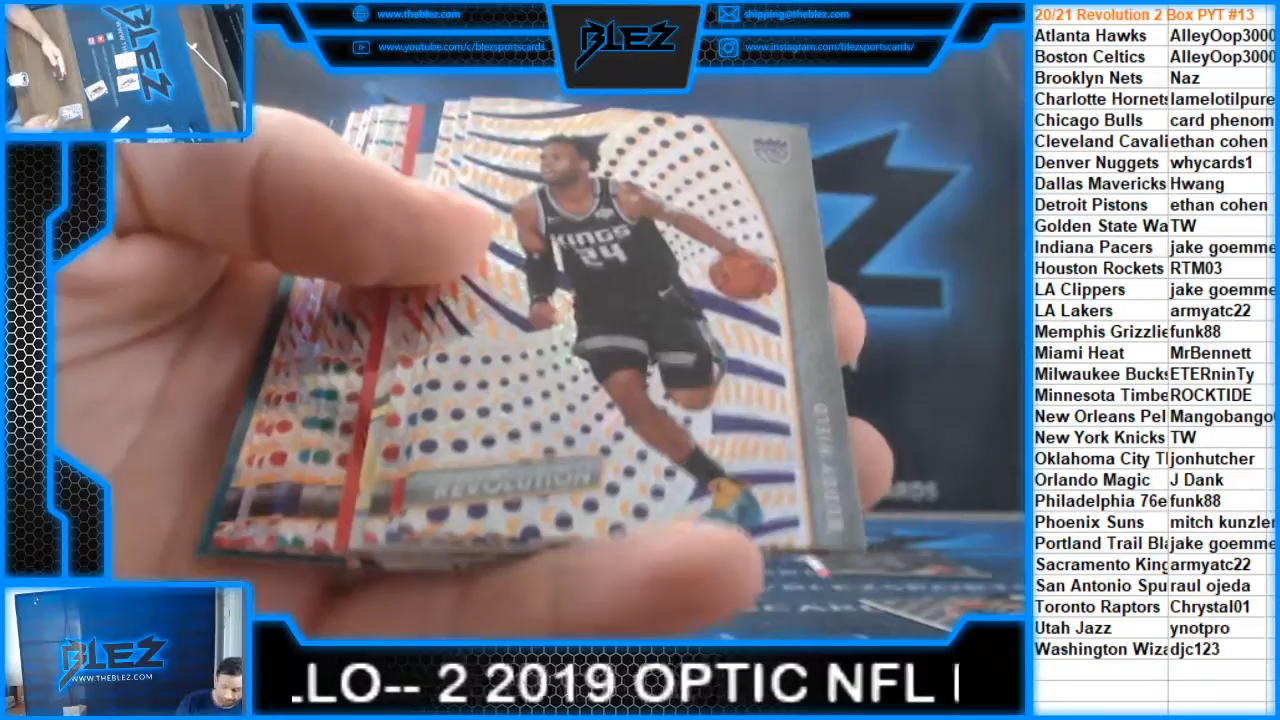 www.theblez.com
shipping@theblez.com
www.youtube.com/c/blezsportscards
www.instagram.com/blezsportscards/
BLEZ
20/21 Revolution 2 Box PYT #13
Atlanta Hawks AlleyOop3000
Boston Celtics AlleyOop3000
Brooklyn Nets Naz
Charlotte Hornets lamelotilpure
Chicago Bulls card phenom
Cleveland Cavali ethan cohen
Denver Nuggets whycards1
Dallas Mavericks Hwang
Detroit Pistons ethan cohen
Golden State Wa TW
Indiana Pacers jake goemme
Houston Rockets RTM03
LA Clippers jake goemme
LA Lakers armyatc22
Memphis Grizzlie funk88
Miami Heat MrBennett
Milwaukee Bucks ETERninTy
Minnesota Timbe ROCKTIDE
New Orleans Pel Mangobango
New York Knicks TW
Oklahoma City T jonhutcher
Orlando Magic J Dank
Philadelphia 76e funk88
Phoenix Suns mitch kunzler
Portland Trail Bla jake goemme
Sacramento King armyatc22
San Antonio Spu raul ojeda
Toronto Raptors Chrystal01
Utah Jazz ynotpro
Washington Wiza djc123
KINGS
24
REVOLUTION
BUDDY HIELD
BLEZ
BLEZ
WWW.THEBLEZ.COM
.LO-- 2 2019 OPTIC NFL